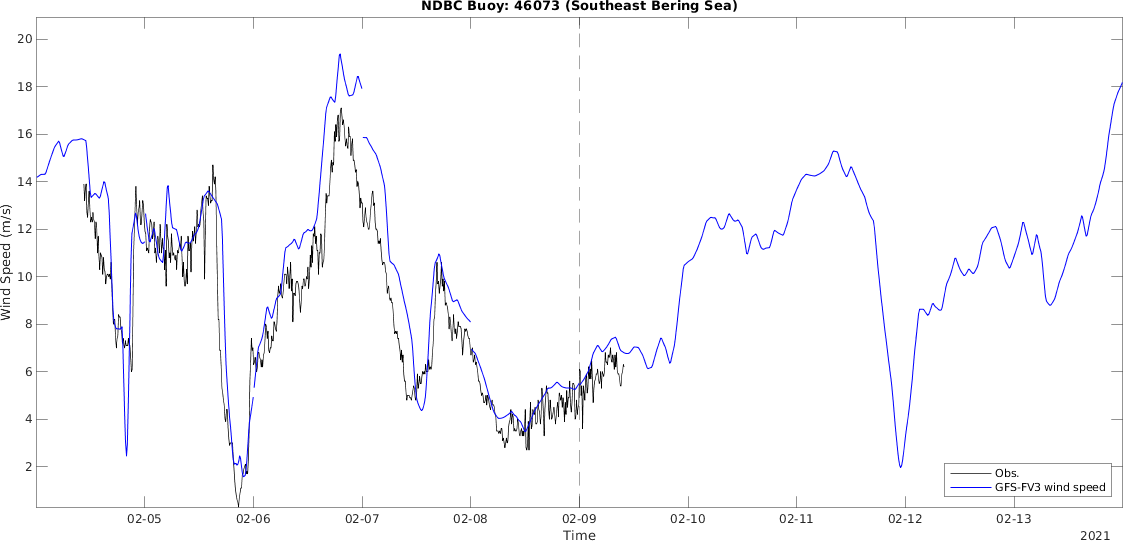 NDBC Buoy: 46073 (Southeast Bering Sea)
20
18
16
14
12
10
8
6
4
2
Wind Speed (m/s)
Obs.
GFS-FV3 wind speed
02-05 02-06 02-07 02-08 02-09 02-10 02-11 02-12 02-13
Time
2021